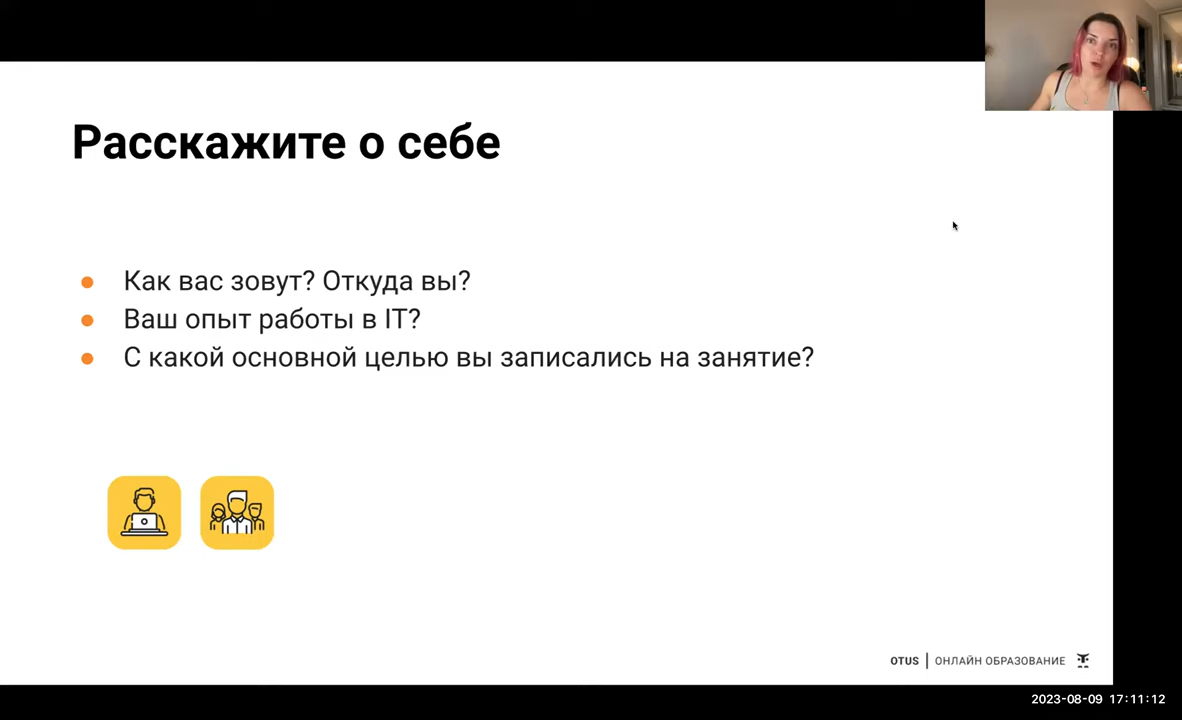 Расскажите о себе
Как вас зовут? Откуда вы?
Ваш опыт работы в IT?
С какой основной целью вы записались на занятие?
OTUS | ОНЛАЙН ОБРАЗОВАНИЕ
2023-08-09 17:11:12